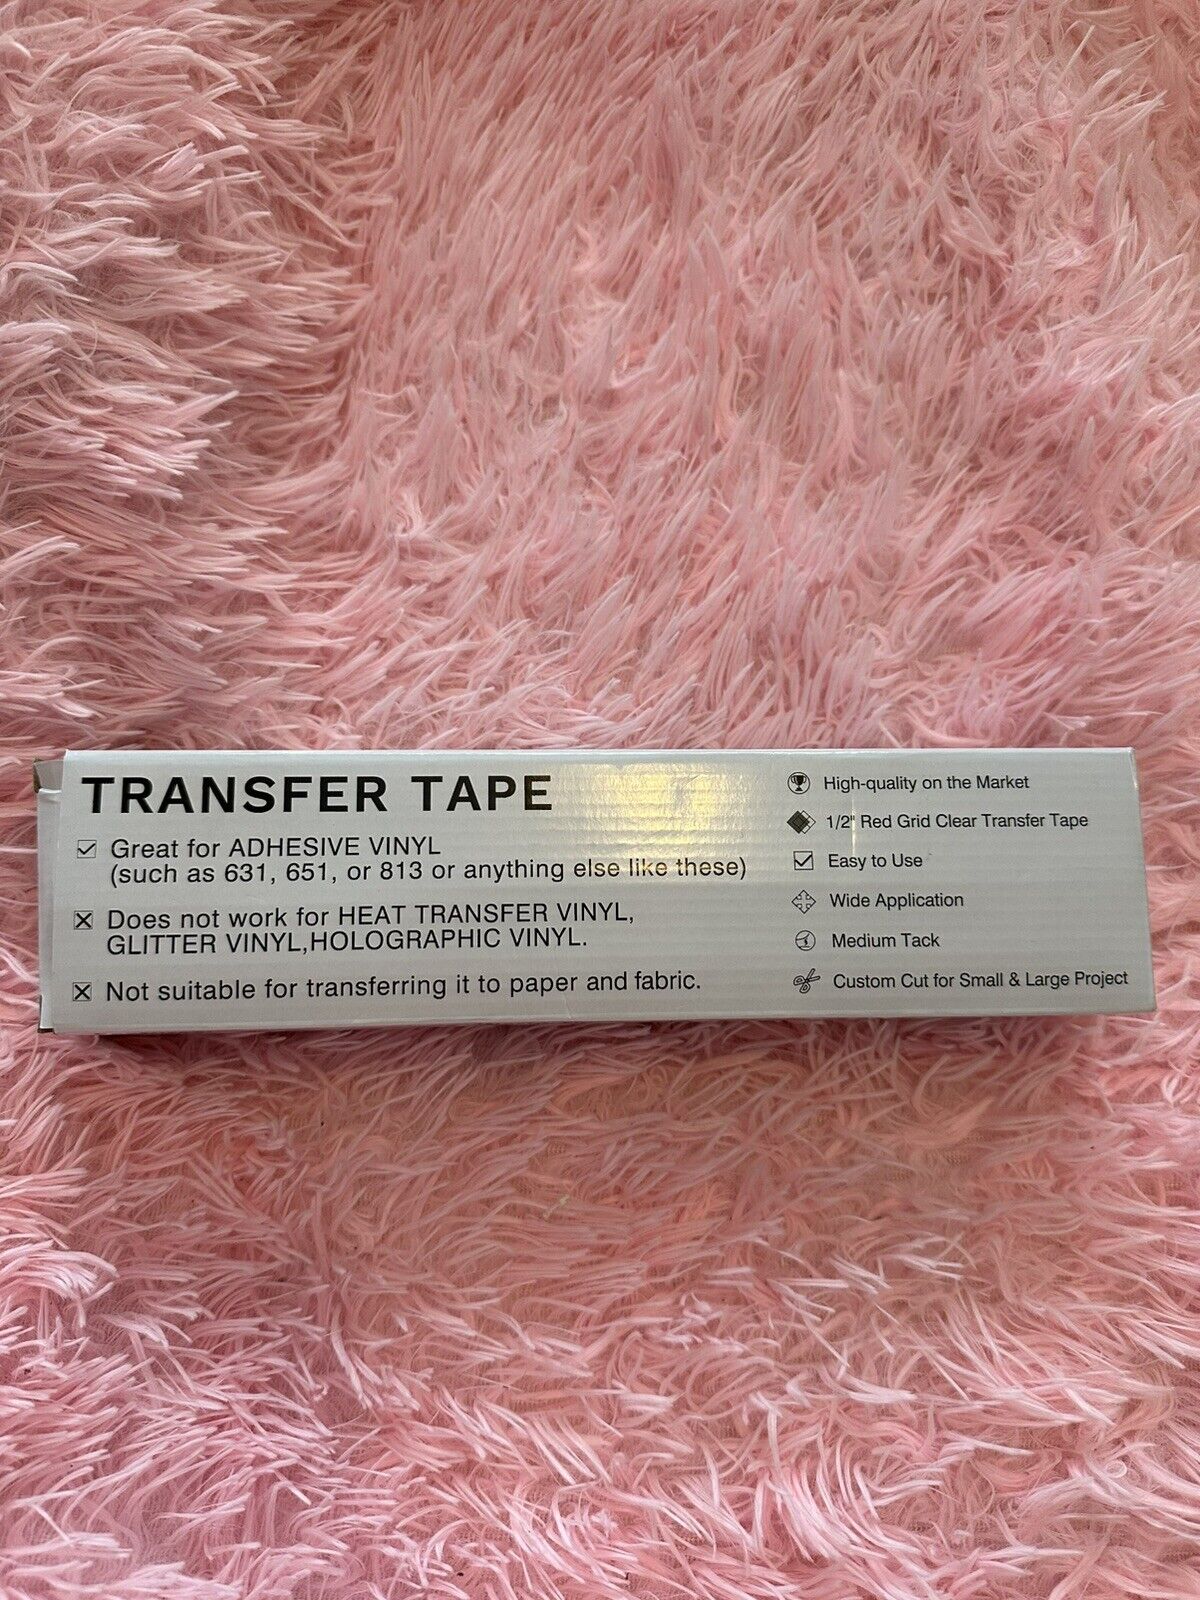 TRANSFER TAPE
Great for ADHESIVE VINYL
(such as 631, 651, or 813 or anything else like these)
Does not work for HEAT TRANSFER VINYL,
GLITTER VINYL,HOLOGRAPHIC VINYL.
Not suitable for transferring it to paper and fabric.
High-quality on the Market
1/2" Red Grid Clear Transfer Tape
Easy to Use
Wide Application
Medium Tack
Custom Cut for Small & Large Project